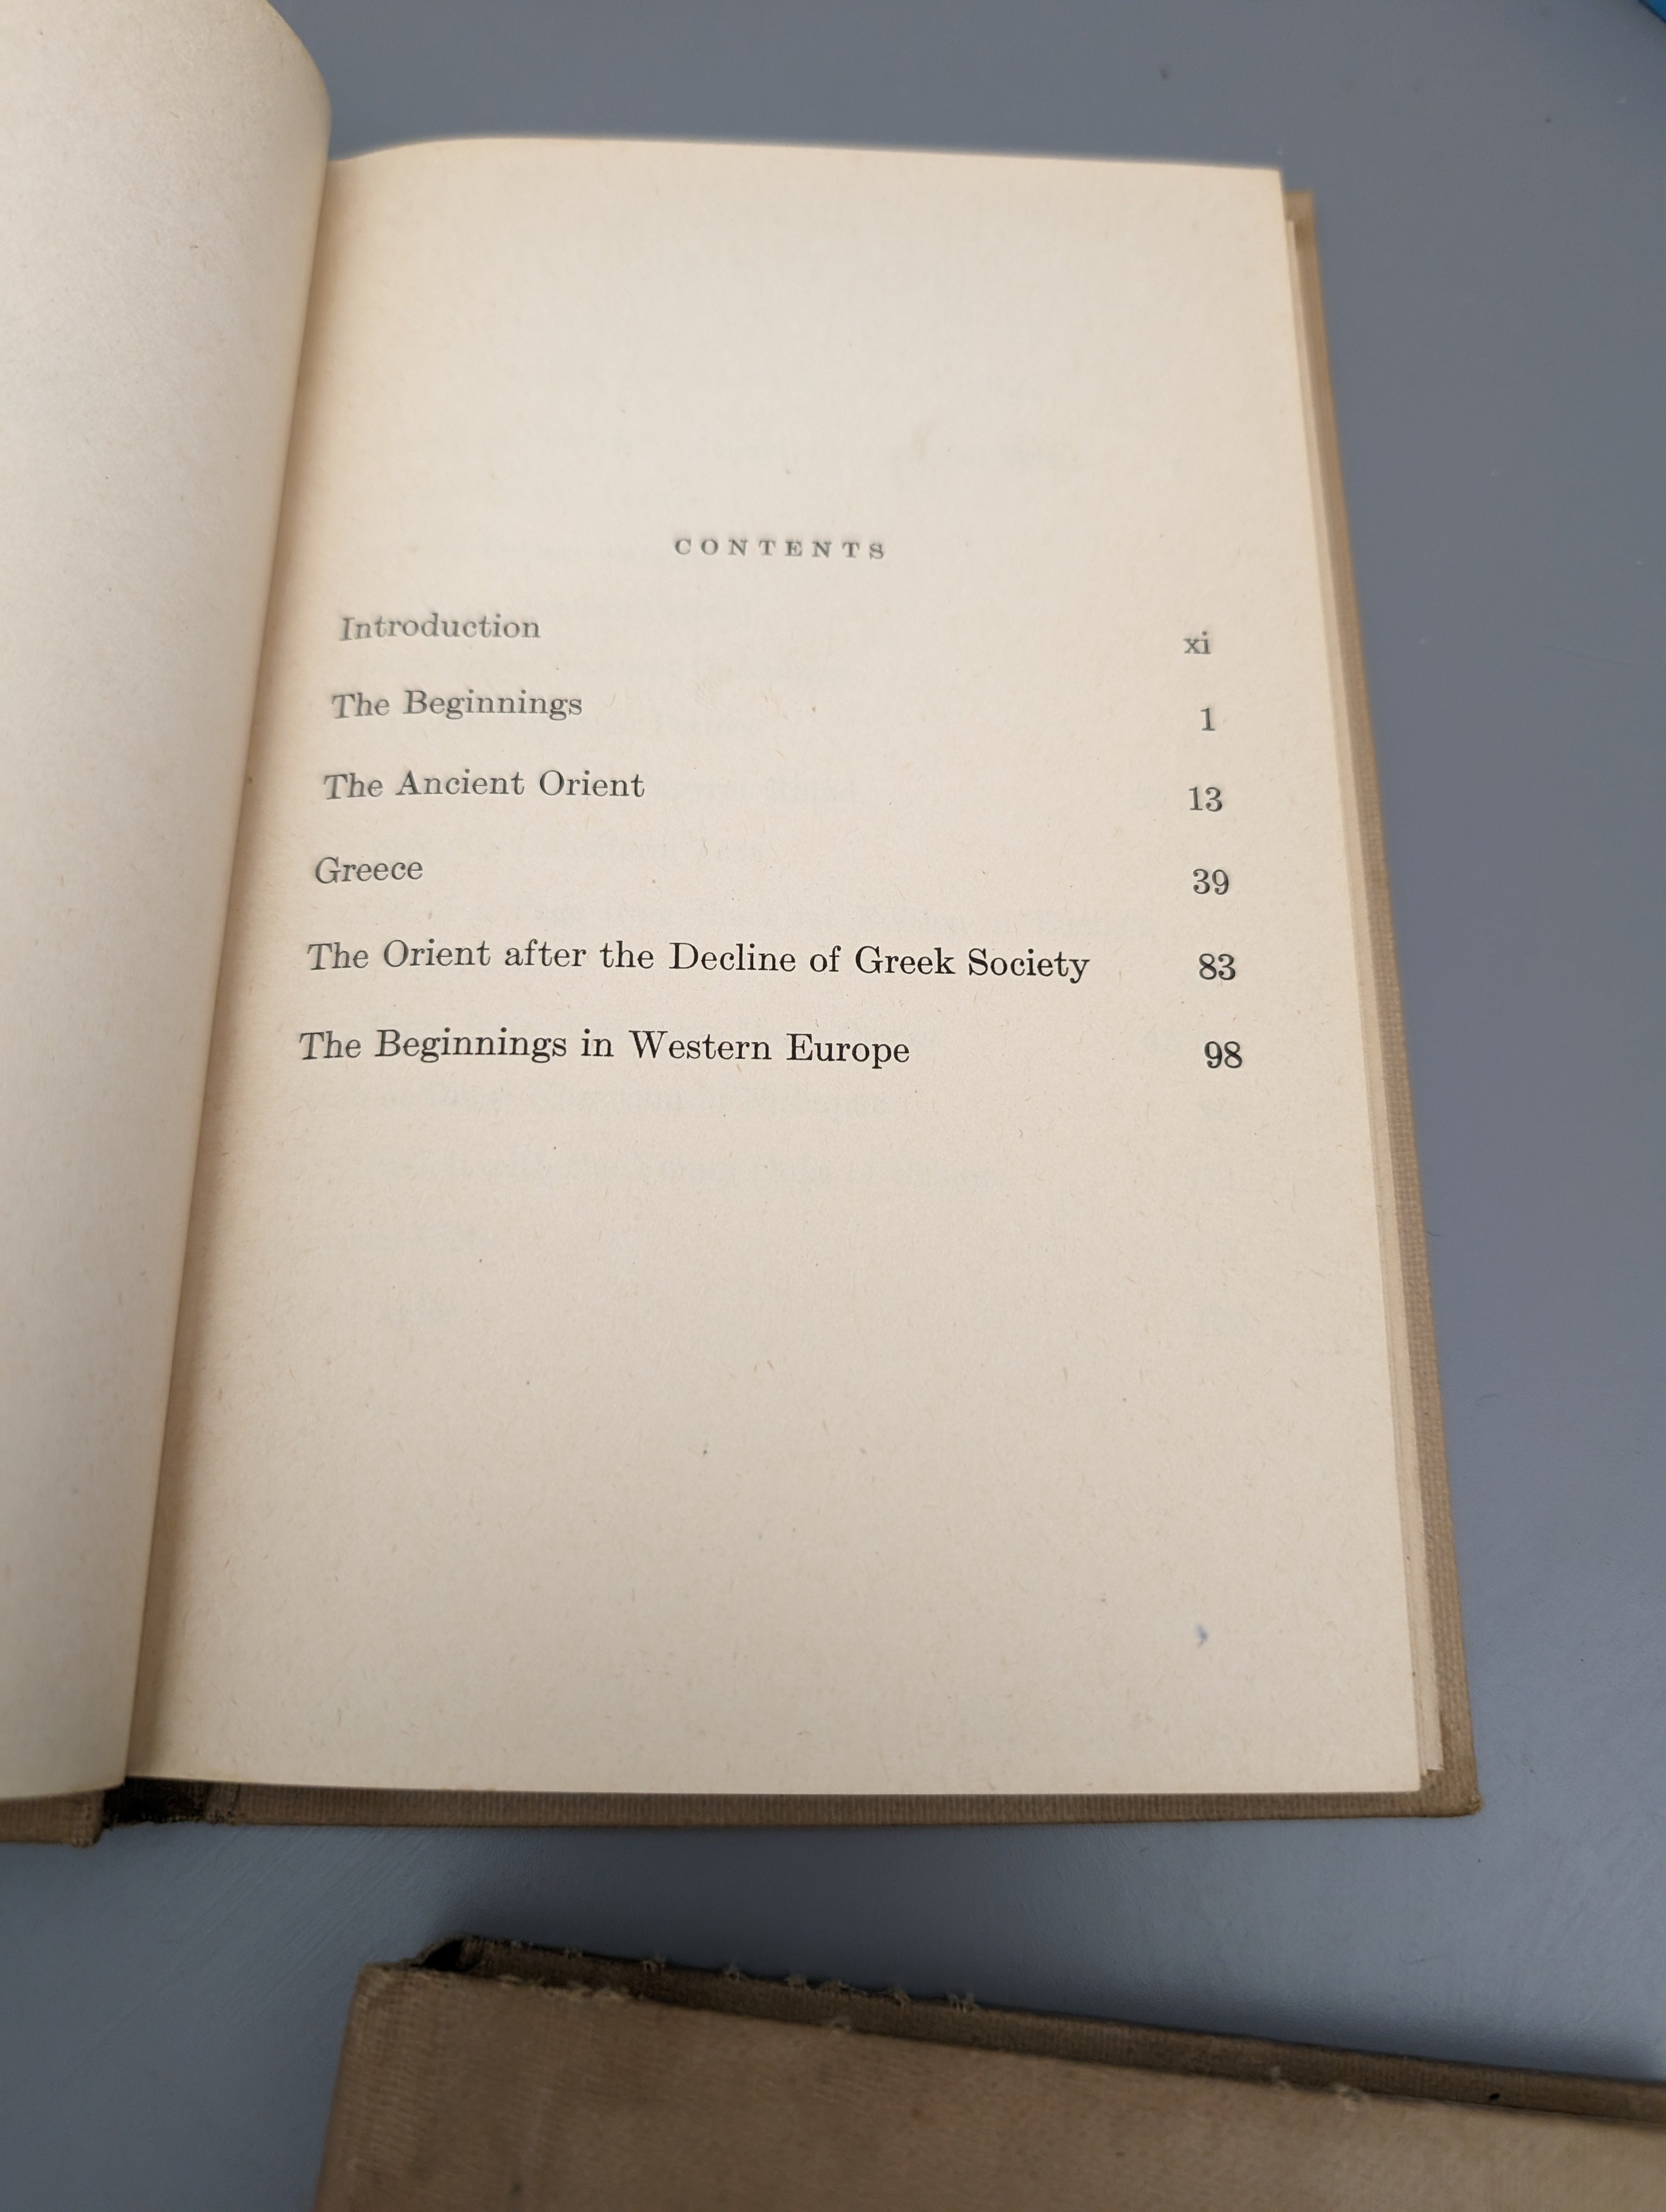 CONTENTS
Introduction xi
The Beginnings 1
The Ancient Orient 13
Greece 39
The Orient after the Decline of Greek Society 83
The Beginnings in Western Europe 98